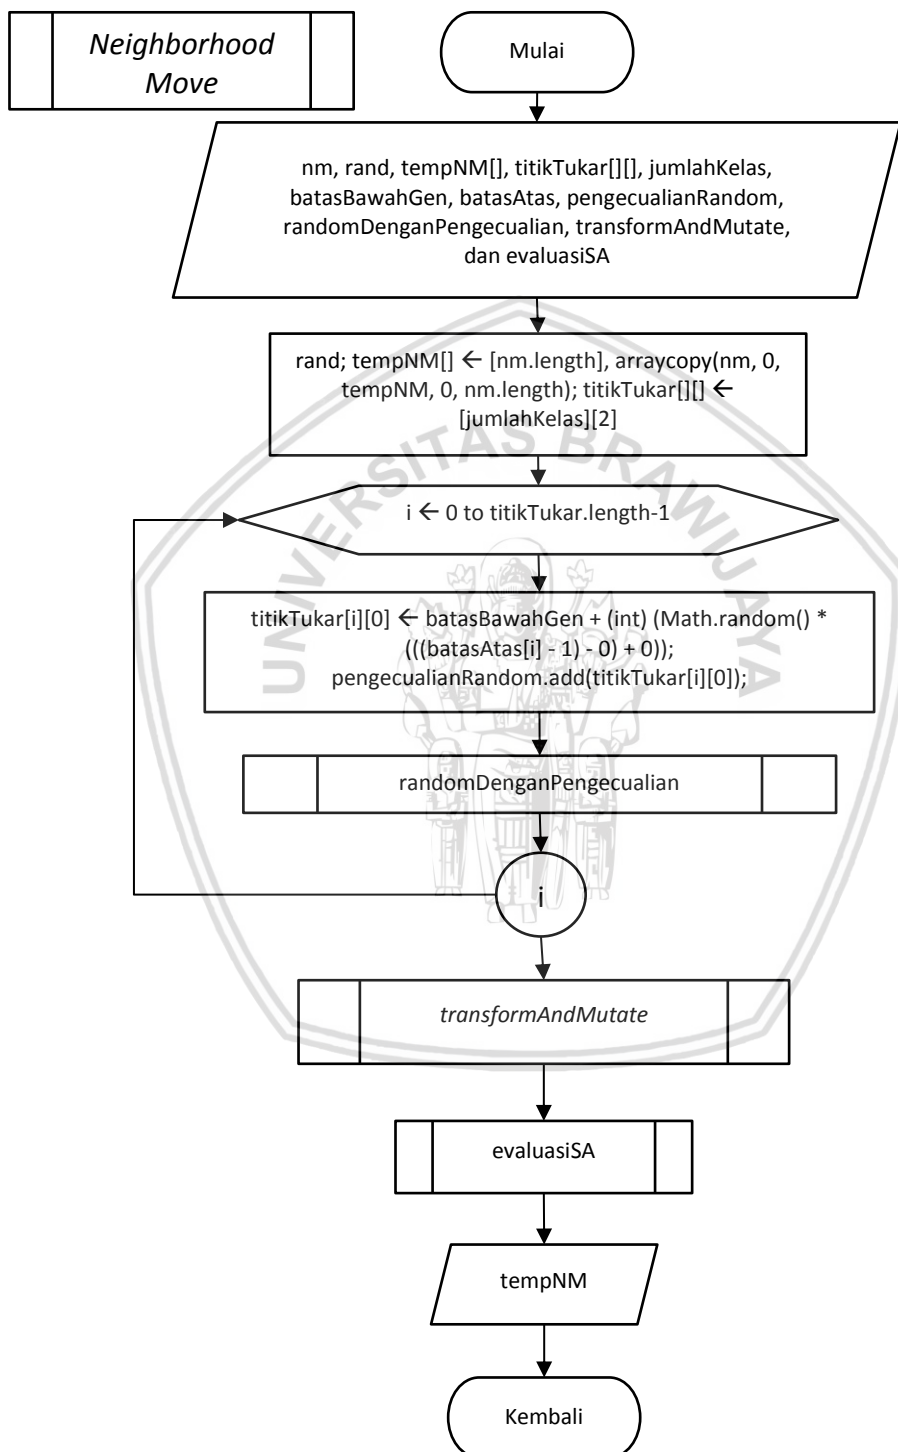 Neighborhood
Move
Mulai
nm, rand, tempNM[], titikTukar[][], jumlahKelas,
batasBawahGen, batasAtas, pengecualianRandom,
randomDenganPengecualian, transformAndMutate,
dan evaluasiSA
rand; tempNM[] ← [nm.length], arraycopy(nm, 0,
tempNM, 0, nm.length); titikTukar[][] ←
[jumlahKelas][2]
UNIVERSITAS BRAWIJAYA
i ← 0 to titikTukar.length-1
titikTukar[i][0] ← batasBawahGen + (int) (Math.random() *
(((batasAtas[i] - 1) - 0) + 0));
pengecualianRandom.add(titikTukar[i][0]);
randomDenganPengecualian
i
transformAndMutate
evaluasiSA
tempNM
Kembali